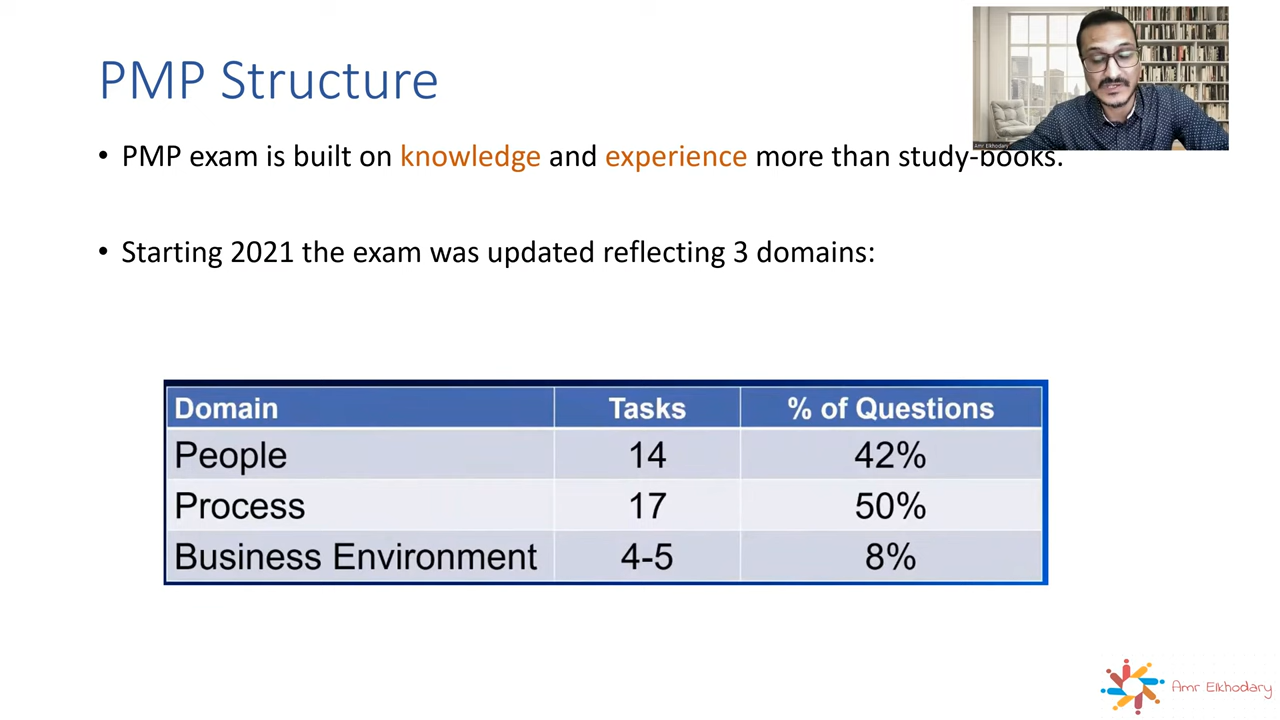 PMP Structure
• PMP exam is built on knowledge and experience more than study-books.
• Starting 2021 the exam was updated reflecting 3 domains:
Domain Tasks % of Questions
People 14 42%
Process 17 50%
Business Environment 4-5 8%
Amr Elkhodary
Amr Elkhodary